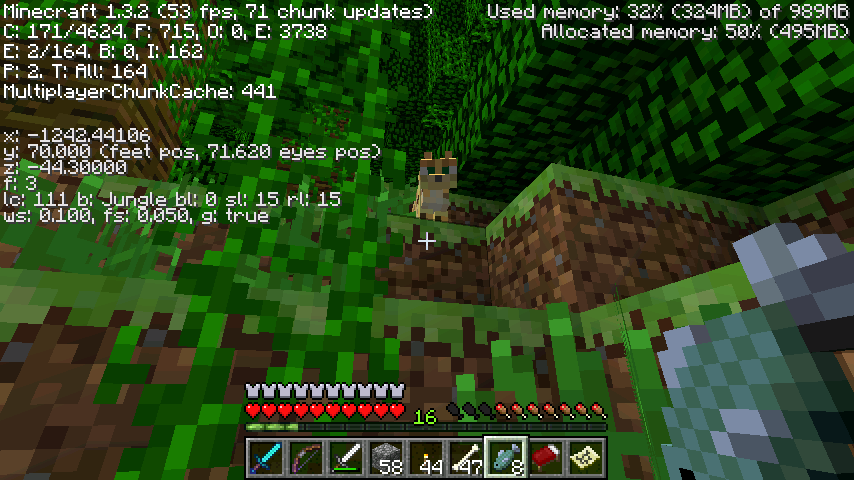 Minecraft 1.3.2 (53 fps, 71 chunk updates)
C: 171/4624, F: 715, O: 0, E: 3738
E: 2/164. B: 0, I: 162
P: 2. T: All: 164
MultiplayerChunkCache: 441
Used memory: 32% (324MB) of 989MB
Allocated memory: 50% (495MB)
x: -1242.44106
y: 70.000 (feet pos, 71.620 eyes pos)
z: -44.30000
f: 3
lc: 111 b: Jungle bl: 0 sl: 15 rl: 15
ws: 0.100, fs: 0.050, g: true
16
58 44 47 8